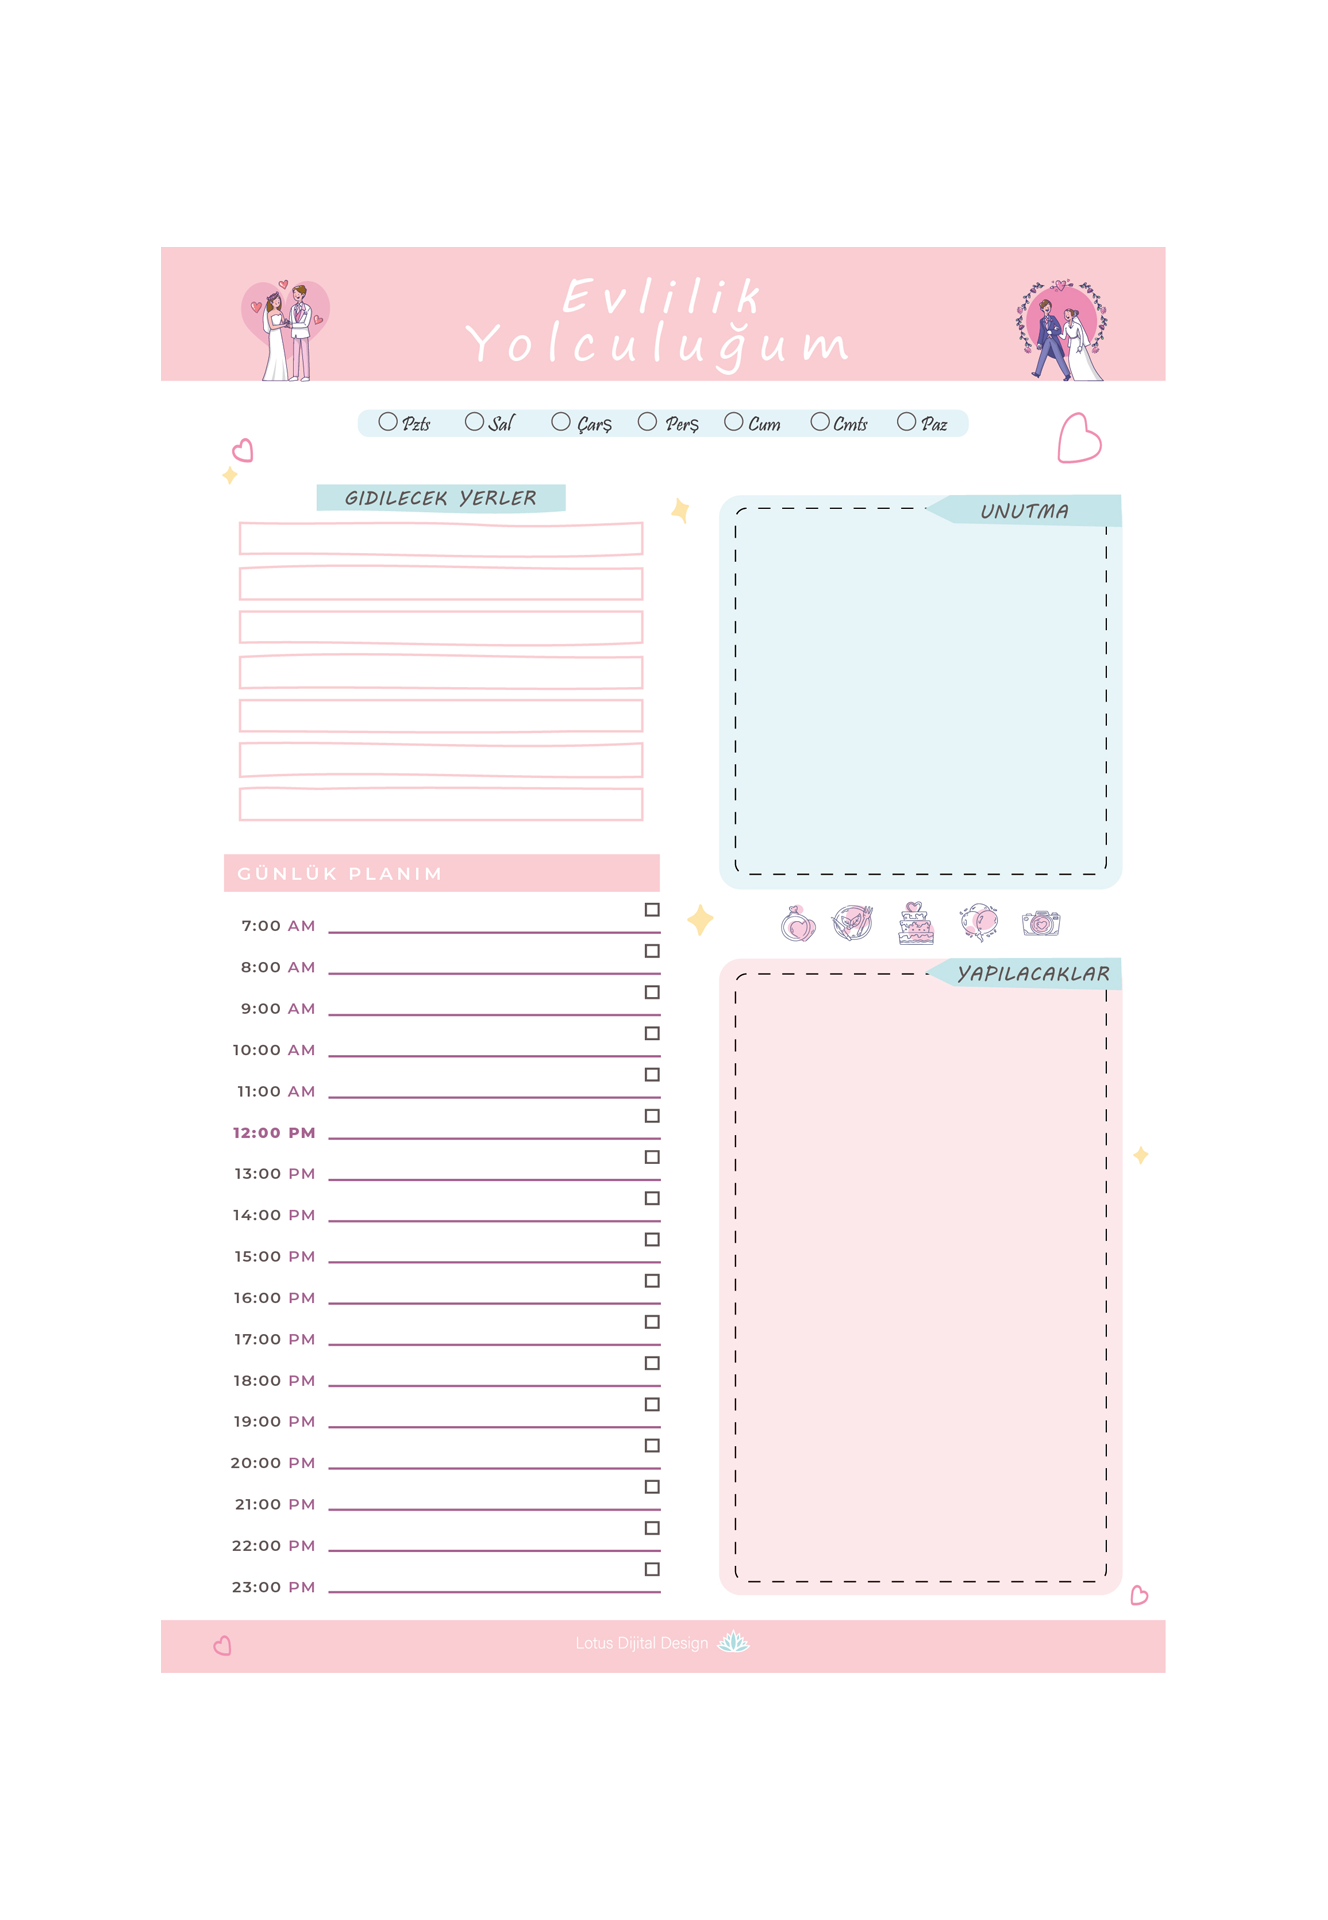 Evlilik
Yolculuğum
Pzts Sal Çarş Perş Cum Cmts Paz
GIDILECEK YERLER
UNUTMA
GÜNLÜK PLANIM
7:00 AM
8:00 AM
9:00 AM
10:00 AM
11:00 AM
12:00 PM
13:00 PM
14:00 PM
15:00 PM
16:00 PM
17:00 PM
18:00 PM
19:00 PM
20:00 PM
21:00 PM
22:00 PM
23:00 PM
YAPILACAKLAR
Lotus Dijital Design